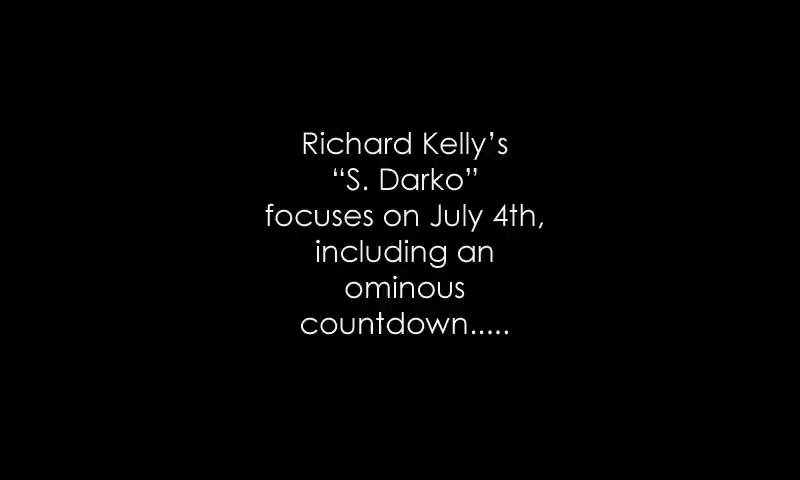 Richard Kelly’s
“S. Darko”
focuses on July 4th,
including an
ominous
countdown.....